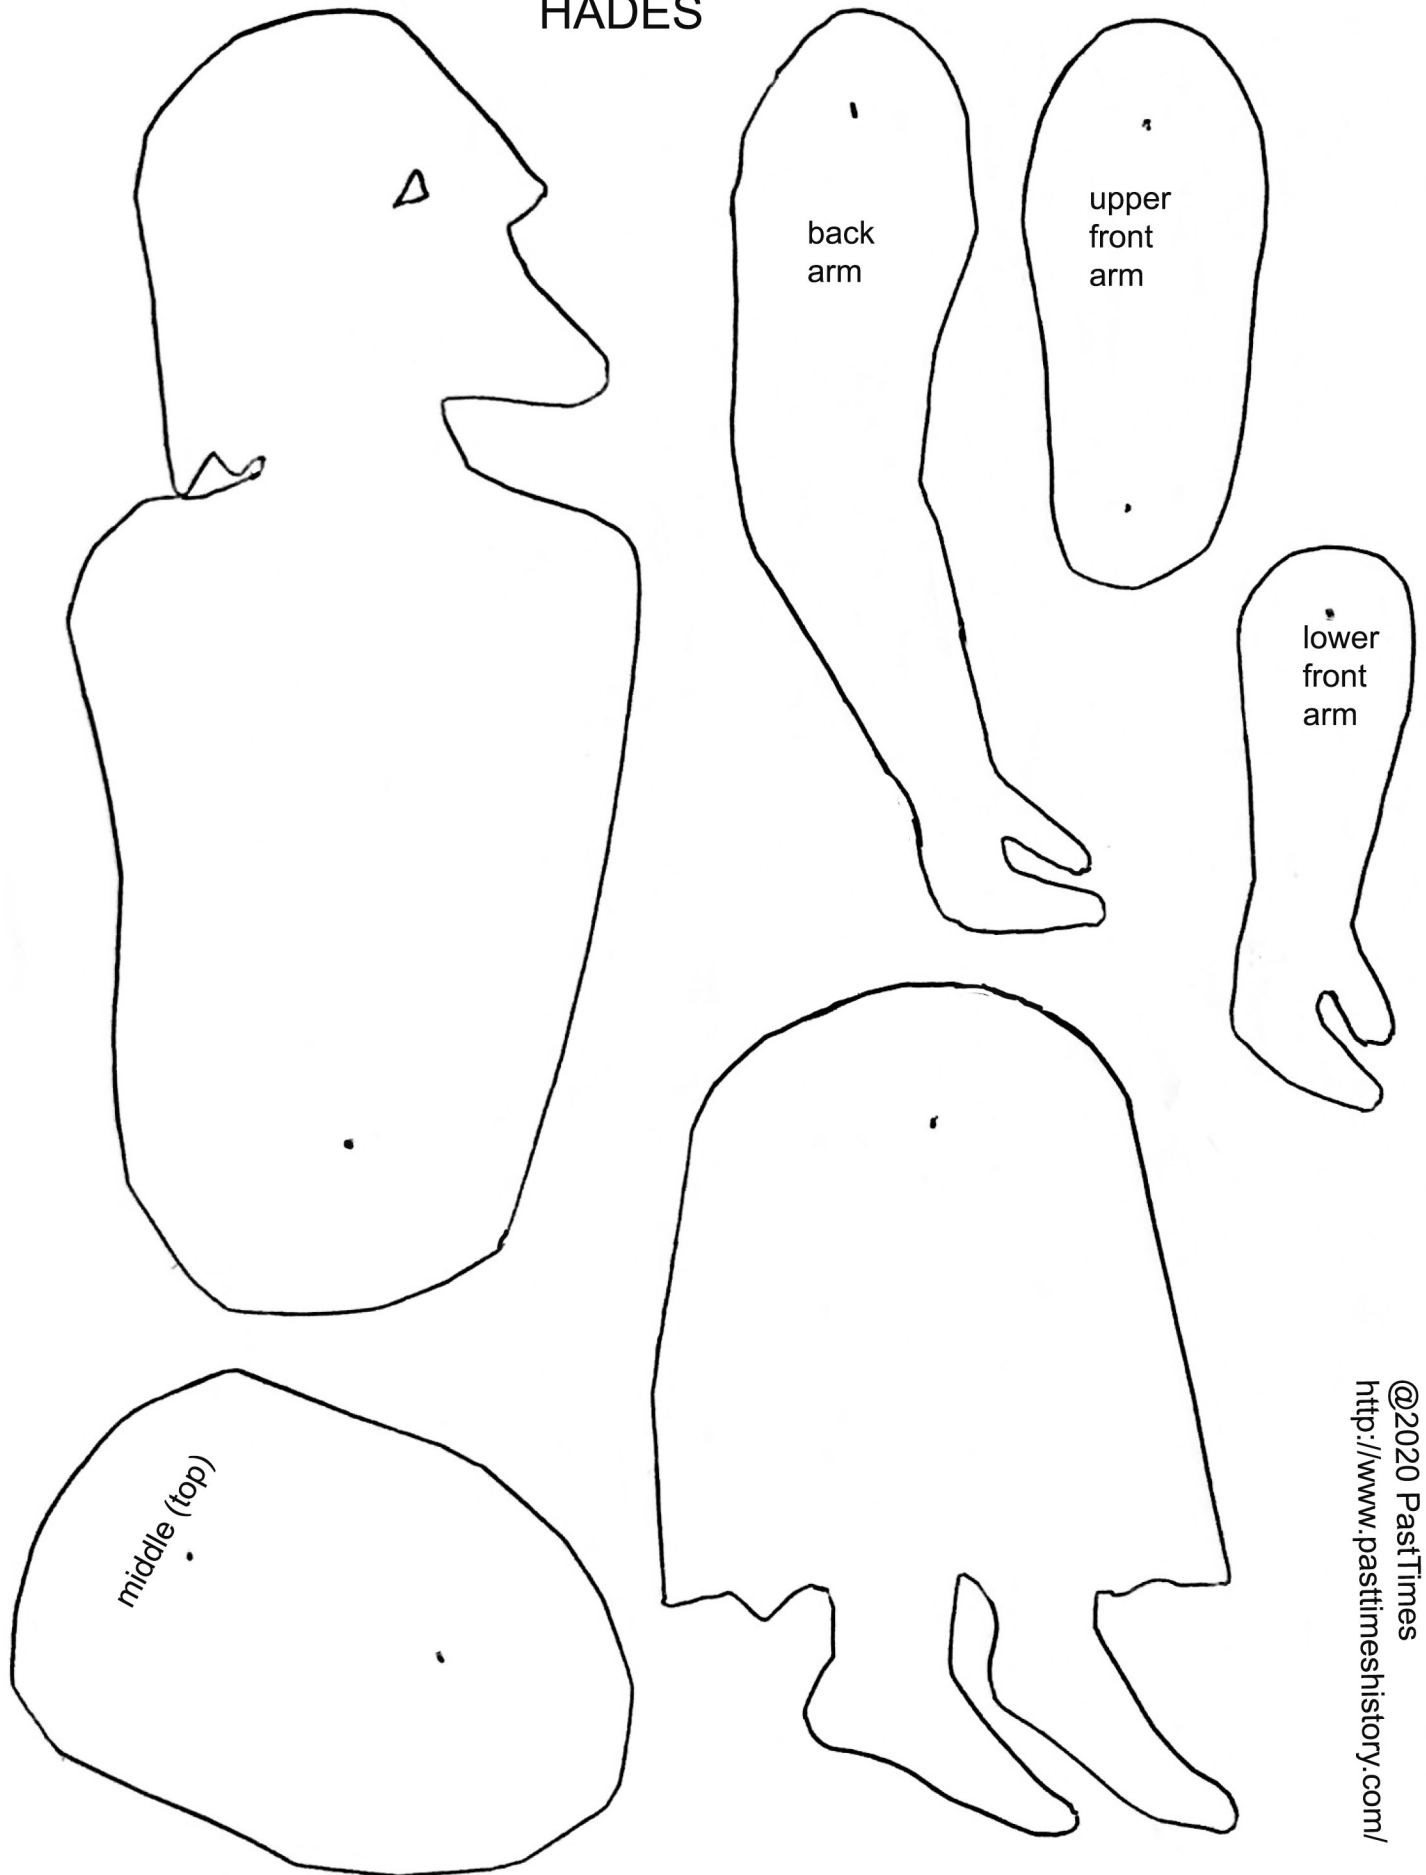 HADES
back
arm
upper
front
arm
lower
front
arm
middle (top)
@2020 PastTimes
http://www.pasttimeshistory.com/